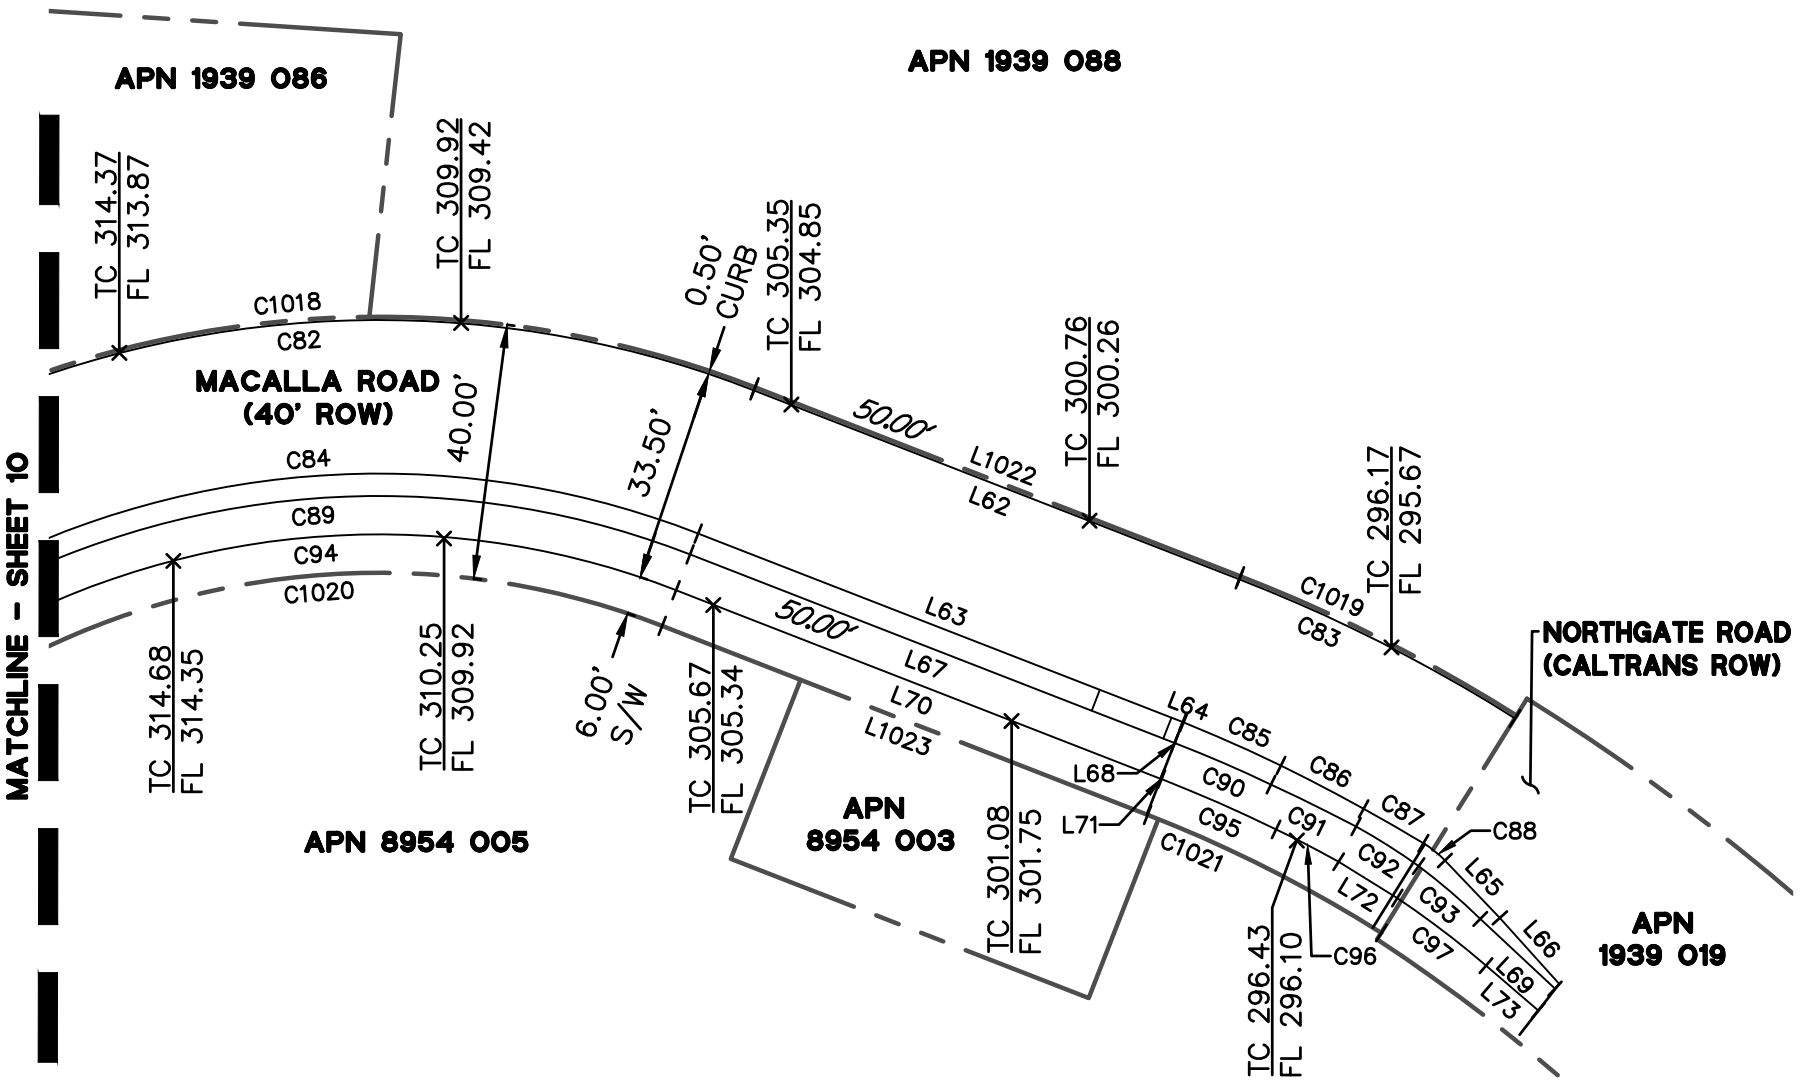 APN 1939 086
APN 1939 088
TC 314.37
FL 313.87
TC 309.92
FL 309.42
0.50'
CURB
TC 305.35
FL 304.85
C1018
C82
MACALLA ROAD
(40' ROW)
40.00'
33.50'
50.00'
L1022
L62
TC 300.76
FL 300.26
TC 296.17
FL 295.67
C1019
C83
NORTHGATE ROAD
(CALTRANS ROW)
MATCHLINE - SHEET 10
C84
C89
C94
C1020
TC 314.68
FL 314.35
TC 310.25
FL 309.92
6.00'
S/W
TC 305.67
FL 305.34
50.00'
L63
L67
L70
L1023
L64
C85
C86
C87
C88
L68
C90
C91
C92
L71
C95
C1021
L72
C93
L65
L66
C97
L69
L73
C96
APN 8954 005
APN
8954 003
TC 301.08
FL 301.75
TC 296.43
FL 296.10
APN
1939 019